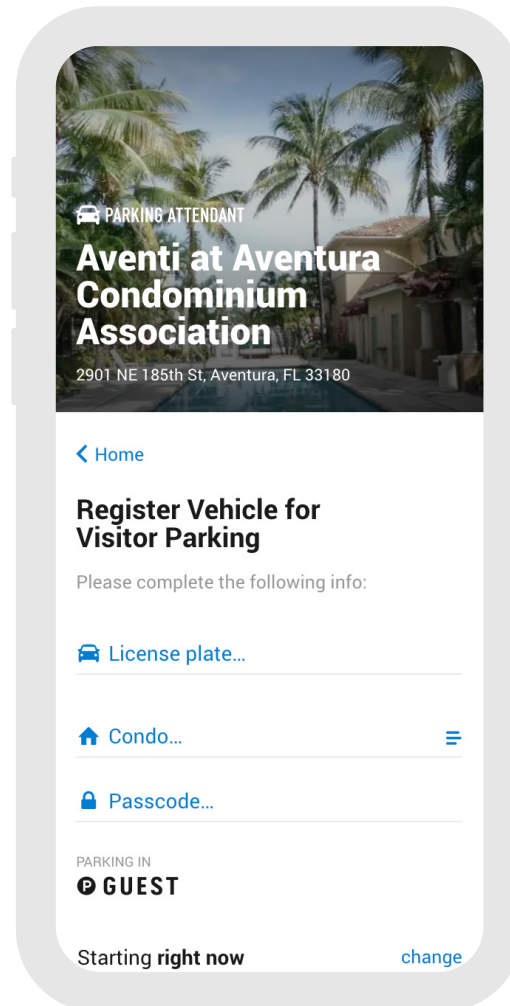 PARKING ATTENDANT
Aventi at Aventura
Condominium
Association
2901 NE 185th St, Aventura, FL 33180
Home
Register Vehicle for
Visitor Parking
Please complete the following info:
License plate...
Condo...
Passcode...
PARKING IN
P GUEST
Starting right now change